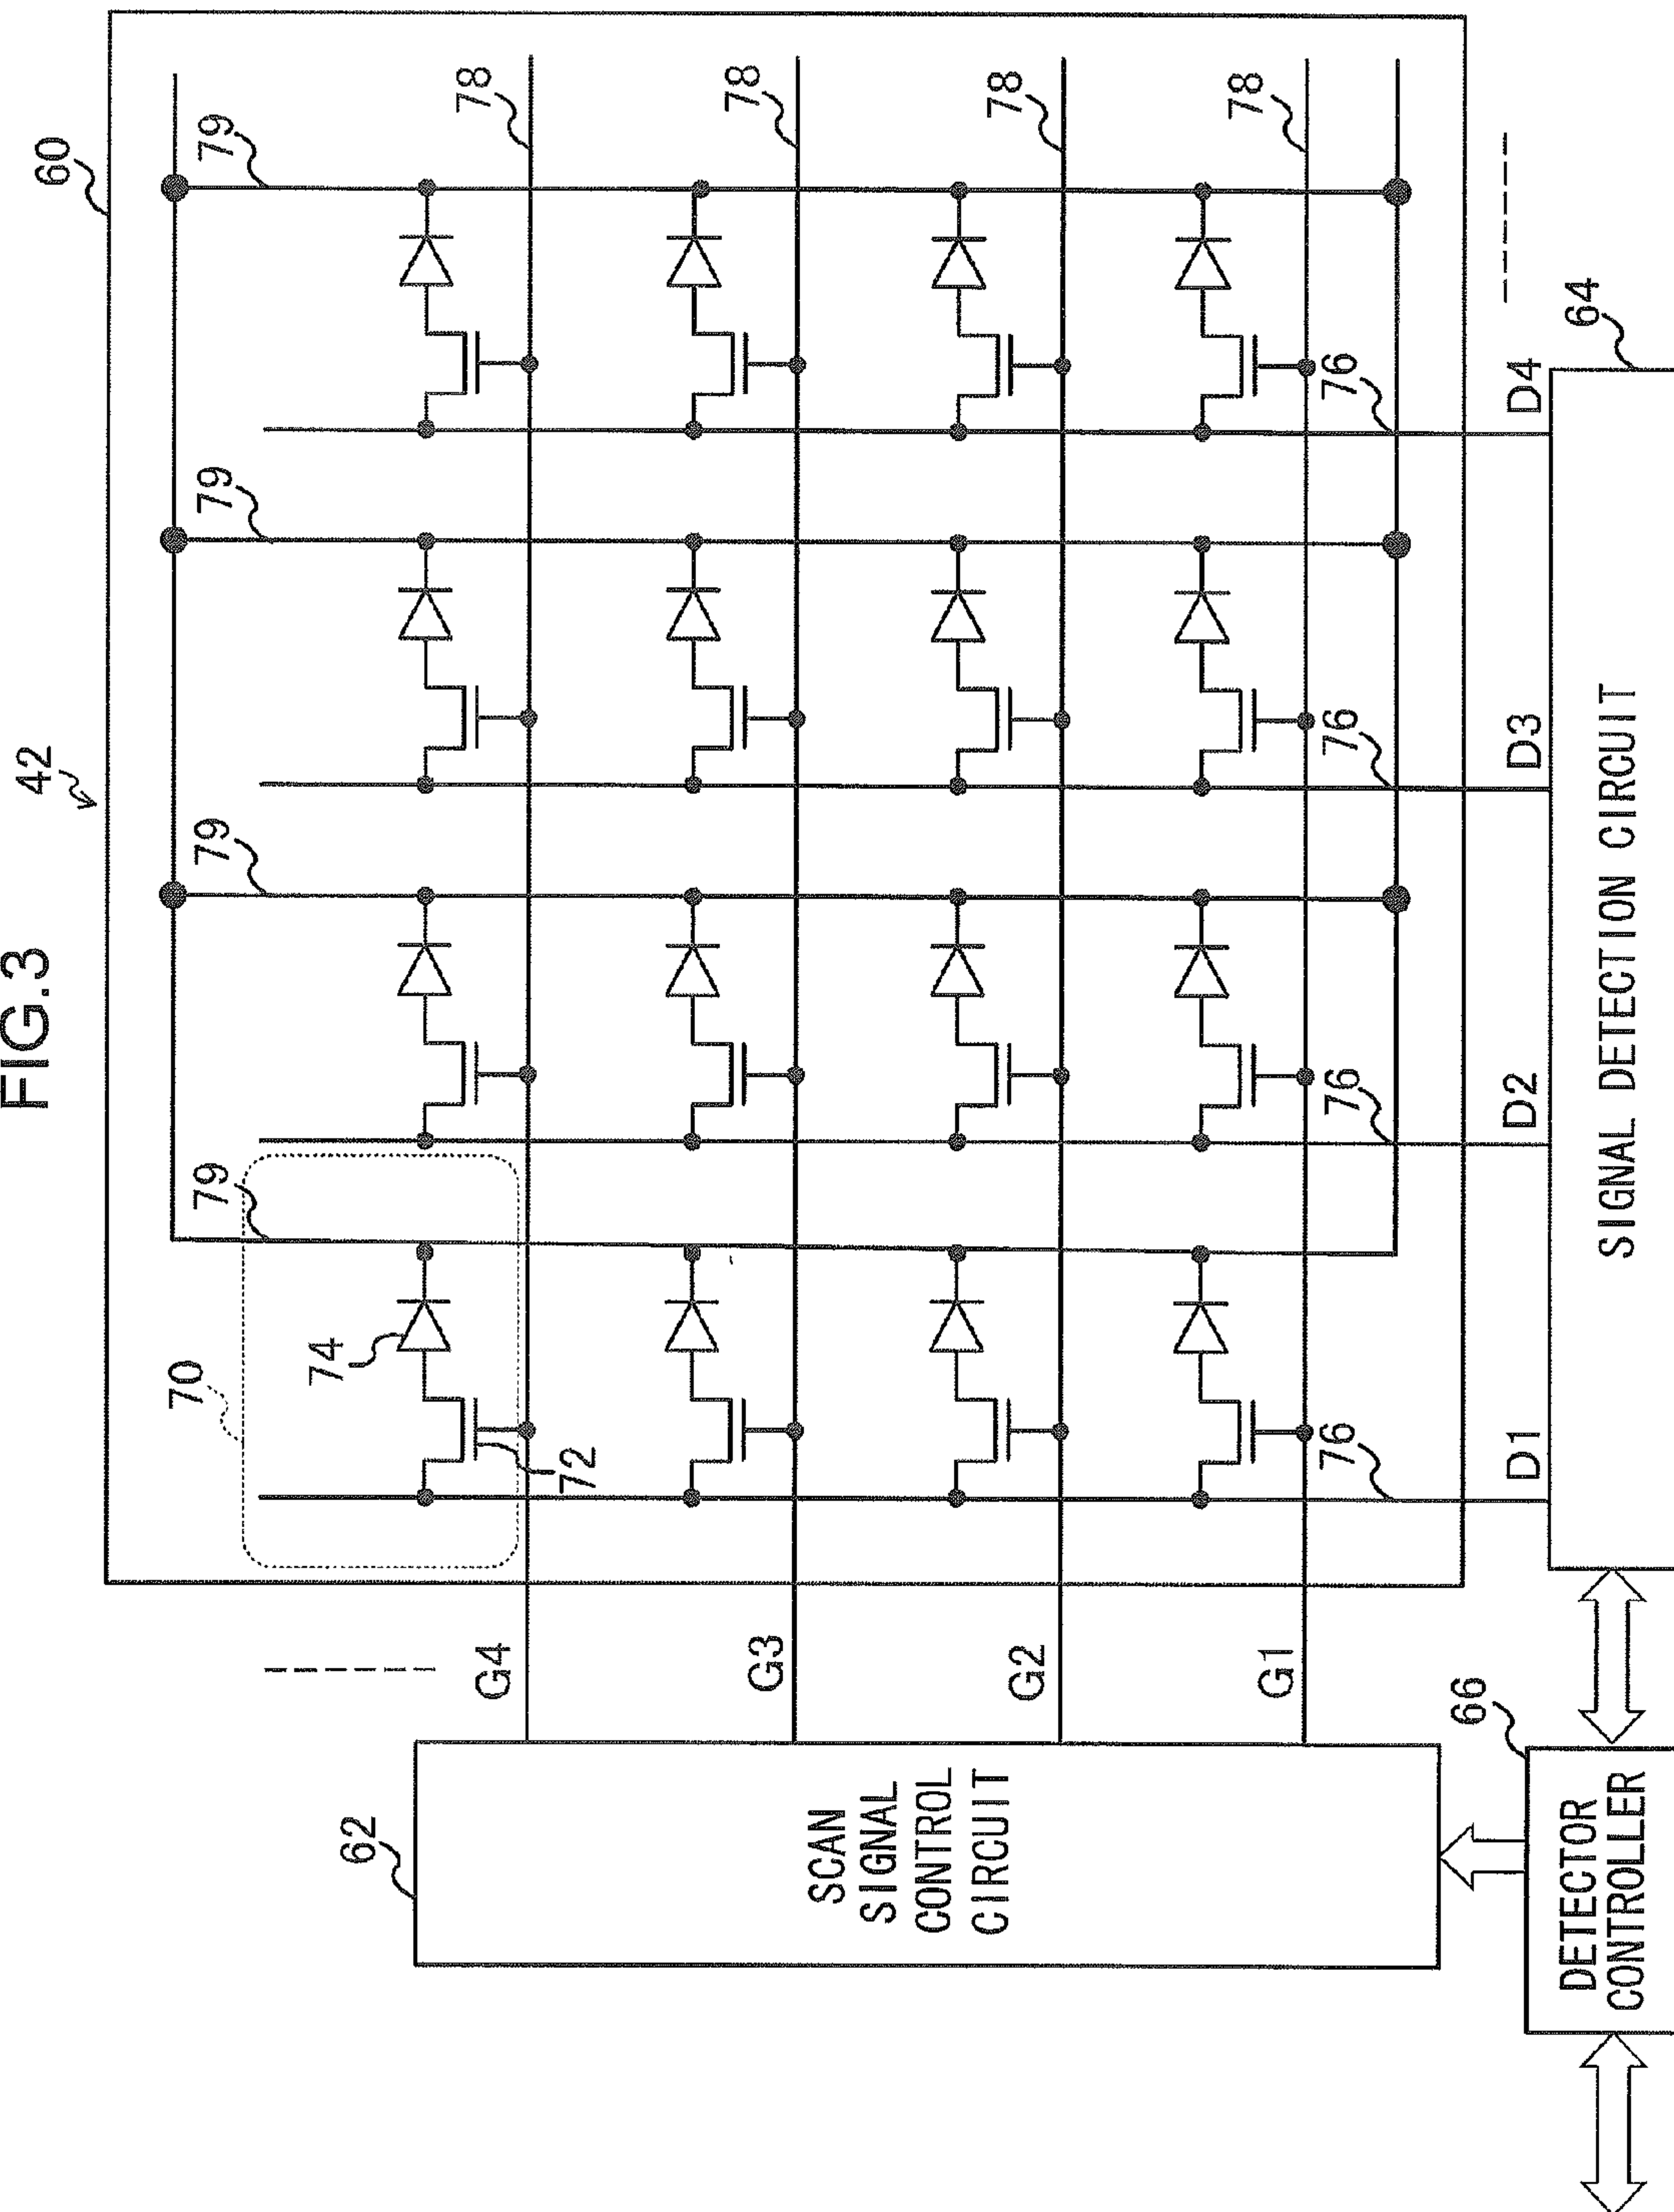 FIG.3
42
60
70
79
79
79
79
74
62
G4
78
72
G3
78
SCAN
SIGNAL
CONTROL
CIRCUIT
G2
78
G1
78
76
76
76
76
66
D1
D2
D3
D4
64
DETECTOR
CONTROLLER
SIGNAL DETECTION CIRCUIT